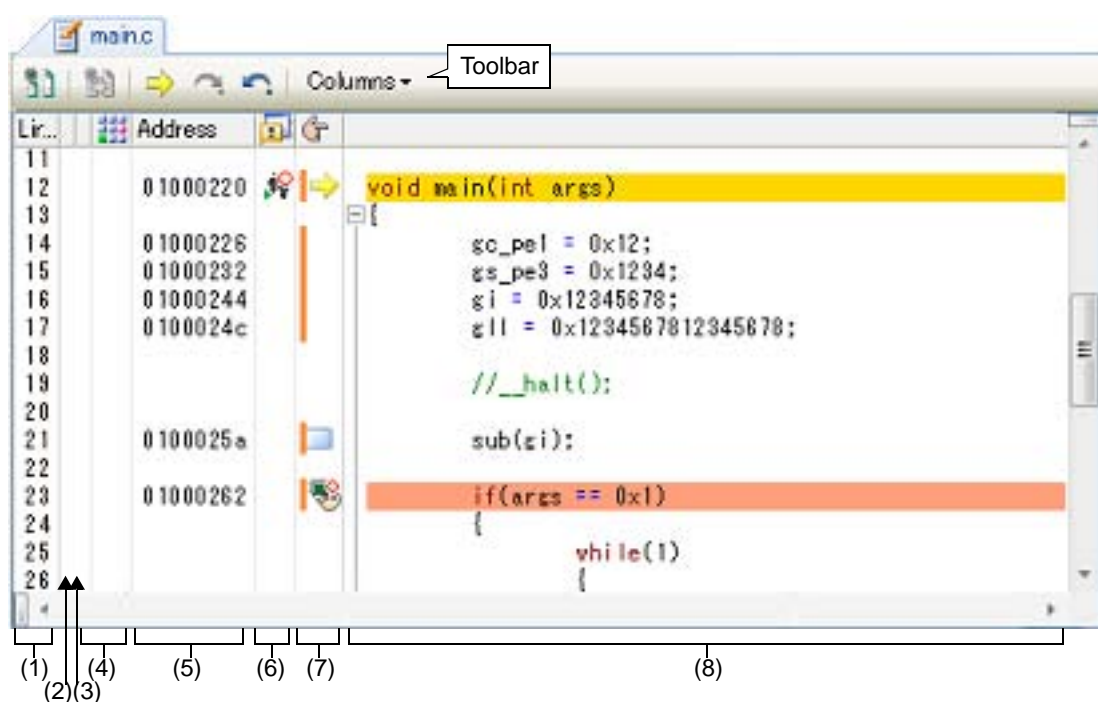 main.c
Columns
Toolbar
Lir... Address
11
12 01000220 void main(int args)
13 {
14 01000226 gc_pe1 = 0x12;
15 01000232 gs_pe3 = 0x1234;
16 01000244 gi = 0x12345678;
17 0100024c gll = 0x1234567812345678;
18
19 //__halt();
20
21 0100025a sub(gi);
22
23 01000262 if(args == 0x1)
24 {
25 while(1)
26 {
(1) (4) (5) (6) (7) (8)
(2)(3)